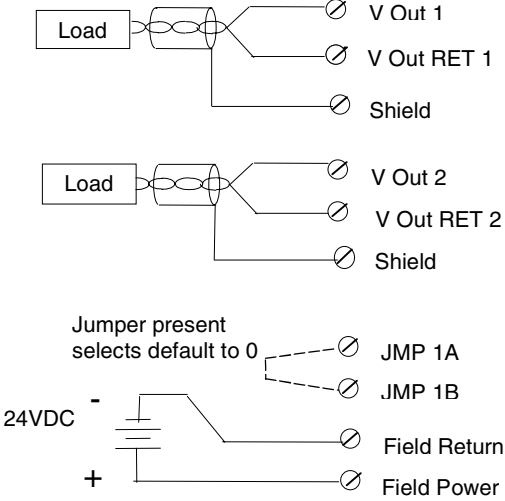 Load
V Out 1
V Out RET 1
Shield
Load
V Out 2
V Out RET 2
Shield
Jumper present
selects default to 0
JMP 1A
JMP 1B
-
24VDC
+
Field Return
Field Power